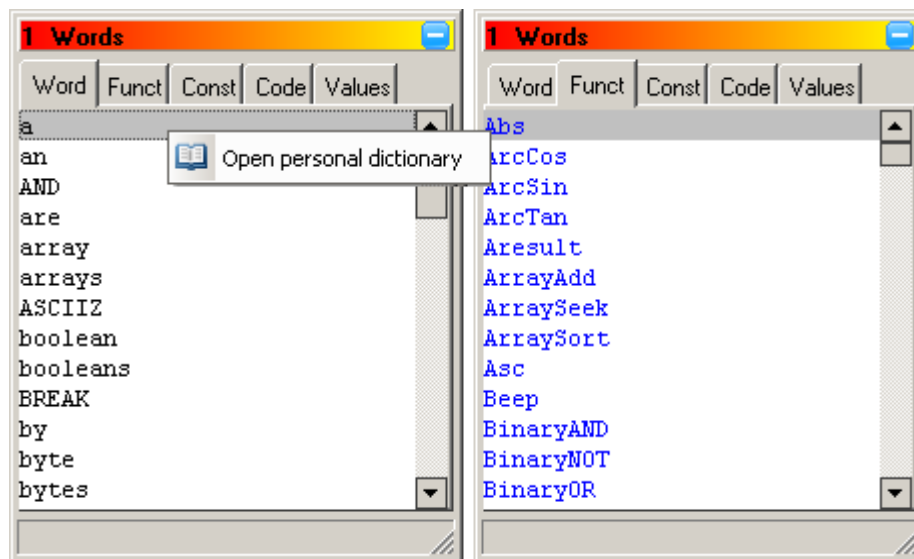 1 Words
Word Funct Const Code Values
a
Open personal dictionary
an
AND
are
array
arrays
ASCIIZ
boolean
booleans
BREAK
by
byte
bytes
1 Words
Word Funct Const Code Values
Abs
ArcCos
ArcSin
ArcTan
Aresult
ArrayAdd
ArraySeek
ArraySort
Asc
Beep
BinaryAND
BinaryNOT
BinaryOR